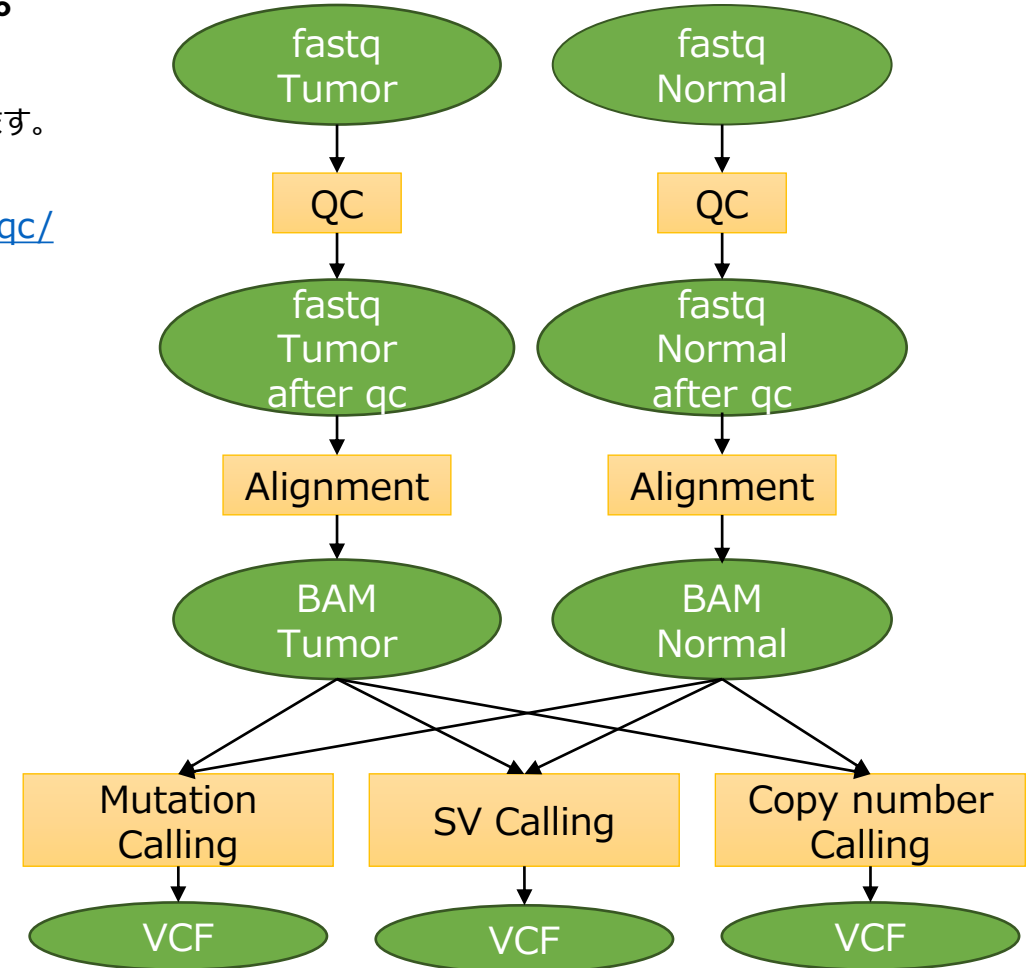 す。
qc/
fastq
Tumor
fastq
Normal
QC
QC
fastq
Tumor
after qc
fastq
Normal
after qc
Alignment
Alignment
BAM
Tumor
BAM
Normal
Mutation
Calling
SV Calling
Copy number
Calling
VCF
VCF
VCF